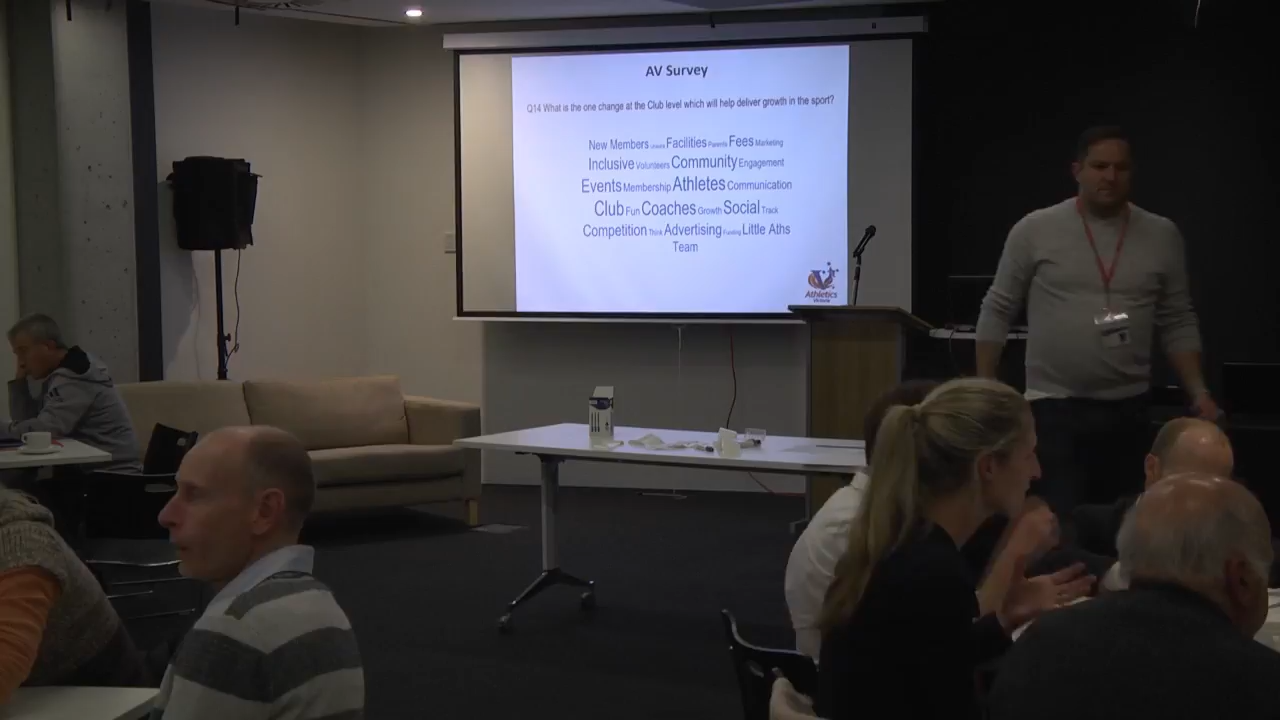 AV Survey
Q14 What is the one change at the Club level which will help deliver growth in the sport?
New Members Facilities Parents Fees Marketing
Inclusive Volunteers Community Engagement
Events Membership Athletes Communication
Club Fun Coaches Growth Social Track
Competition Think Advertising Funding Little Aths
Team
Athletics
Victoria